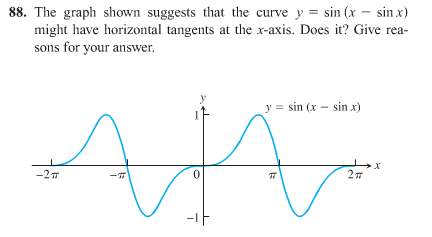 88. The graph shown suggests that the curve y = sin (x − sin x)
might have horizontal tangents at the x-axis. Does it? Give rea-
sons for your answer.
y
1
y = sin (x − sin x)
x
−2π
−π
0
π
2π
−1